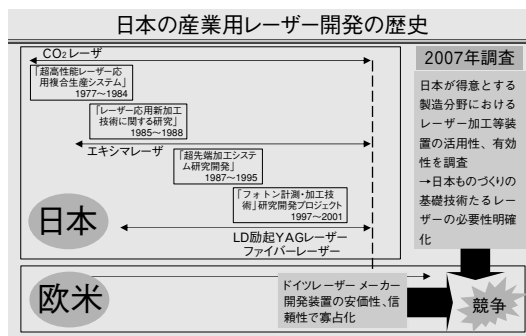 日本の産業用レーザー開発の歴史
CO2レーザ
「超高性能レーザー応
用複合生産システム」
1977～1984
「レーザー応用新加工
技術に関する研究」
1985～1988
エキシマレーザ
「超先端加工システ
ム研究開発」
1987～1995
「フォトン計測・加工技
術」研究開発プロジェクト
1997～2001
日本
LD励起YAGレーザー
ファイバーレーザー
2007年調査
日本が得意とする
製造分野における
レーザー加工等装
置の活用性、有効
性を調査
→日本ものづくりの
基礎技術たるレー
ザーの必要性明確
化
欧米
ドイツレーザー メーカー
開発装置の安価性、信
頼性で寡占化
競争